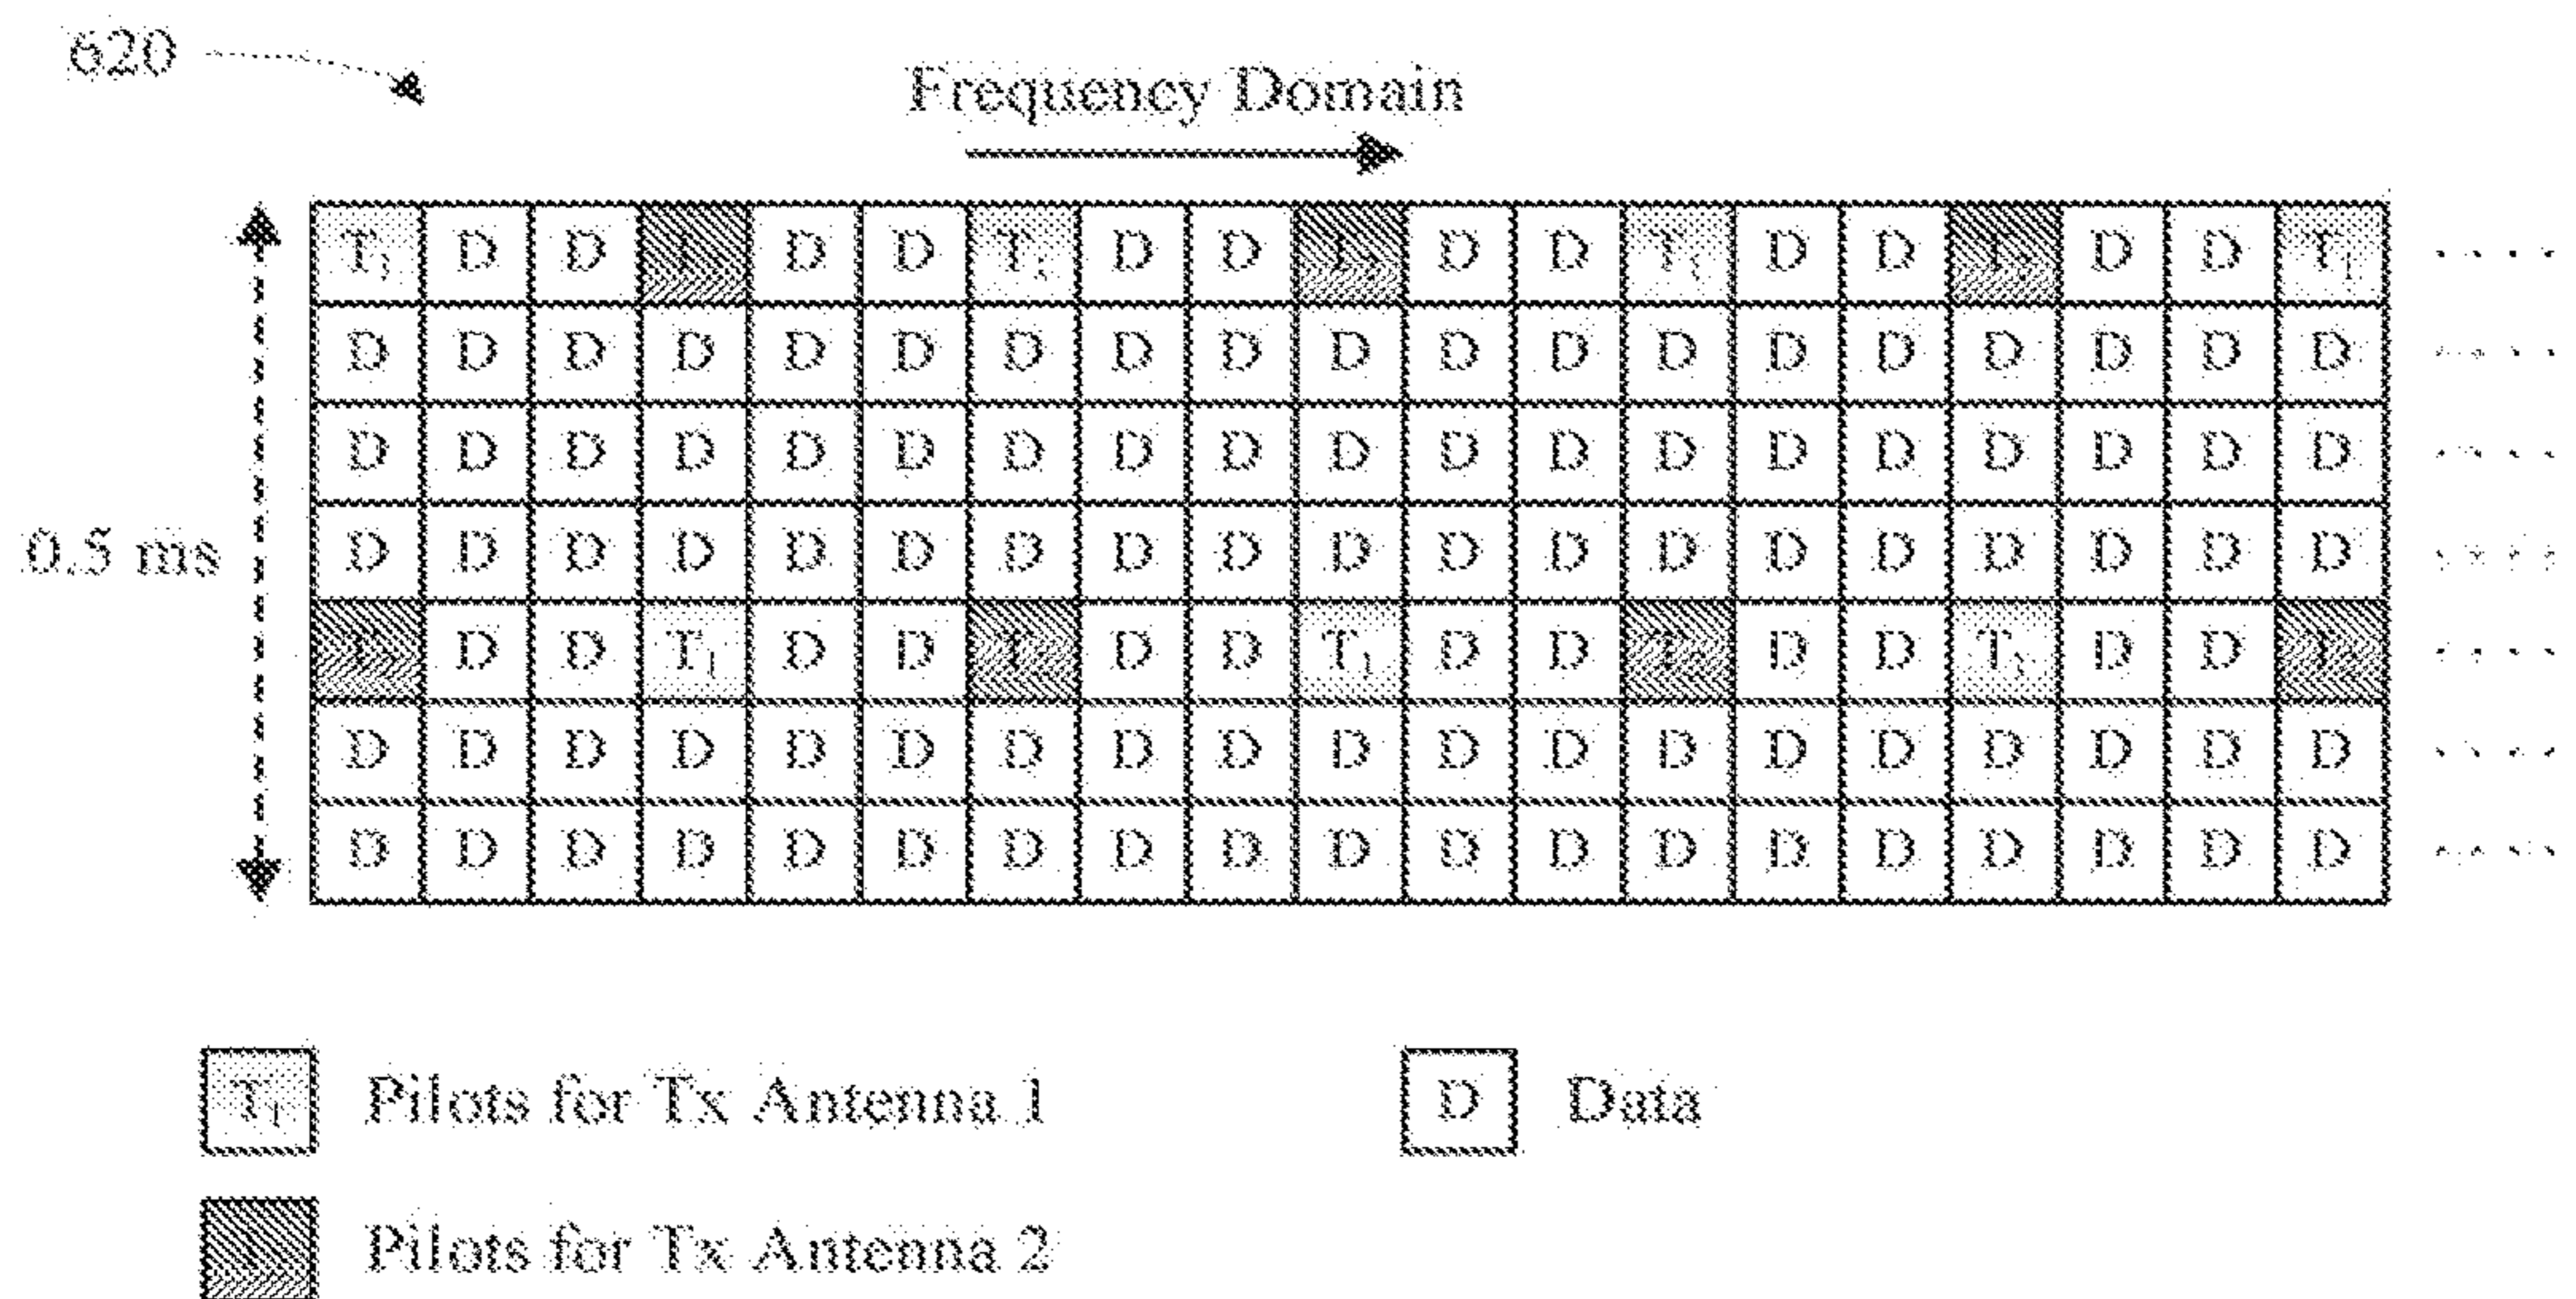 620
Frequency Domain
T1 D D D D T1 D D D D T1 D D D D T1 ....
D D D D D D D D D D D D D D D D D D D ....
D D D D D D D D D D D D D D D D D D D ....
0.5 ms D D D D D D D D D D D D D D D D D D D ....
D D T1 D D D D T1 D D D D T1 D D ....
D D D D D D D D D D D D D D D D D D D ....
D D D D D D D D D D D D D D D D D D D ....
T1 Pilots for Tx Antenna 1
D Data
Pilots for Tx Antenna 2